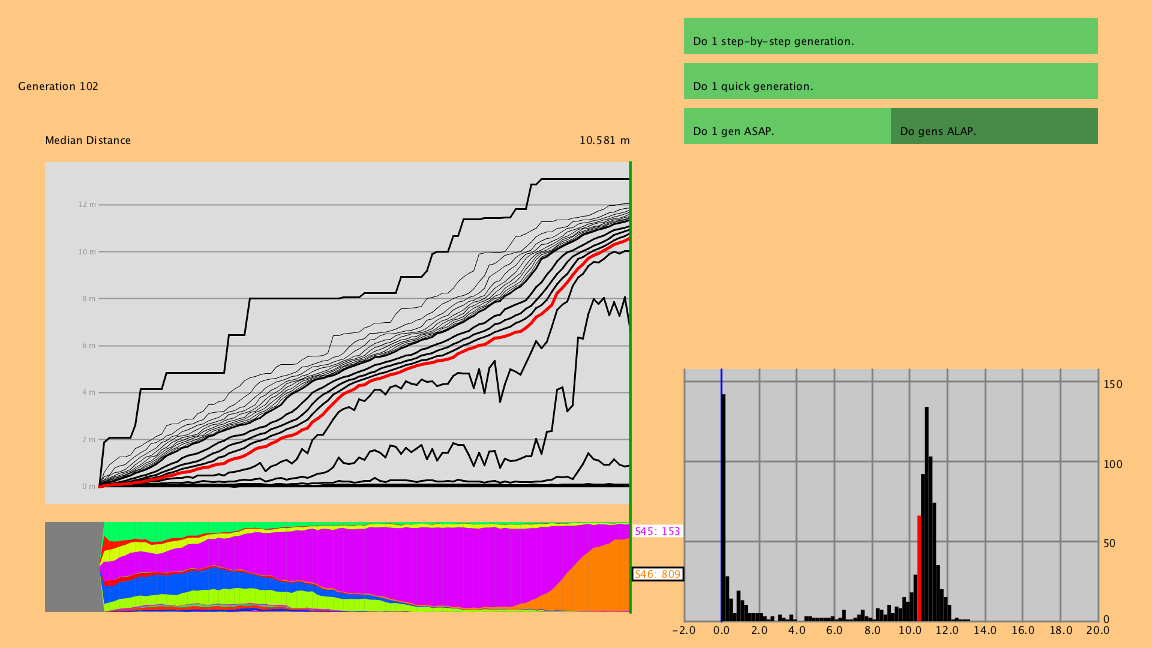 Do 1 step-by-step generation.
Generation 102
Do 1 quick generation.
Do 1 gen ASAP.
Do gens ALAP.
Median Distance
10.581 m
12 m
10 m
8 m
6 m
4 m
2 m
0 m
S45: 153
S46: 809
150
100
50
0
-2.0 0.0 2.0 4.0 6.0 8.0 10.0 12.0 14.0 16.0 18.0 20.0